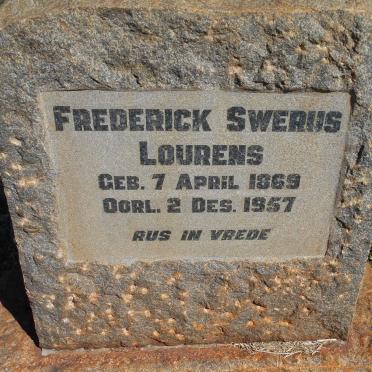 FREDERICK SWERUS
LOURENS
GEB. 7 APRIL 1869
OORL. 2 DES. 1957
RUS IN VREDE